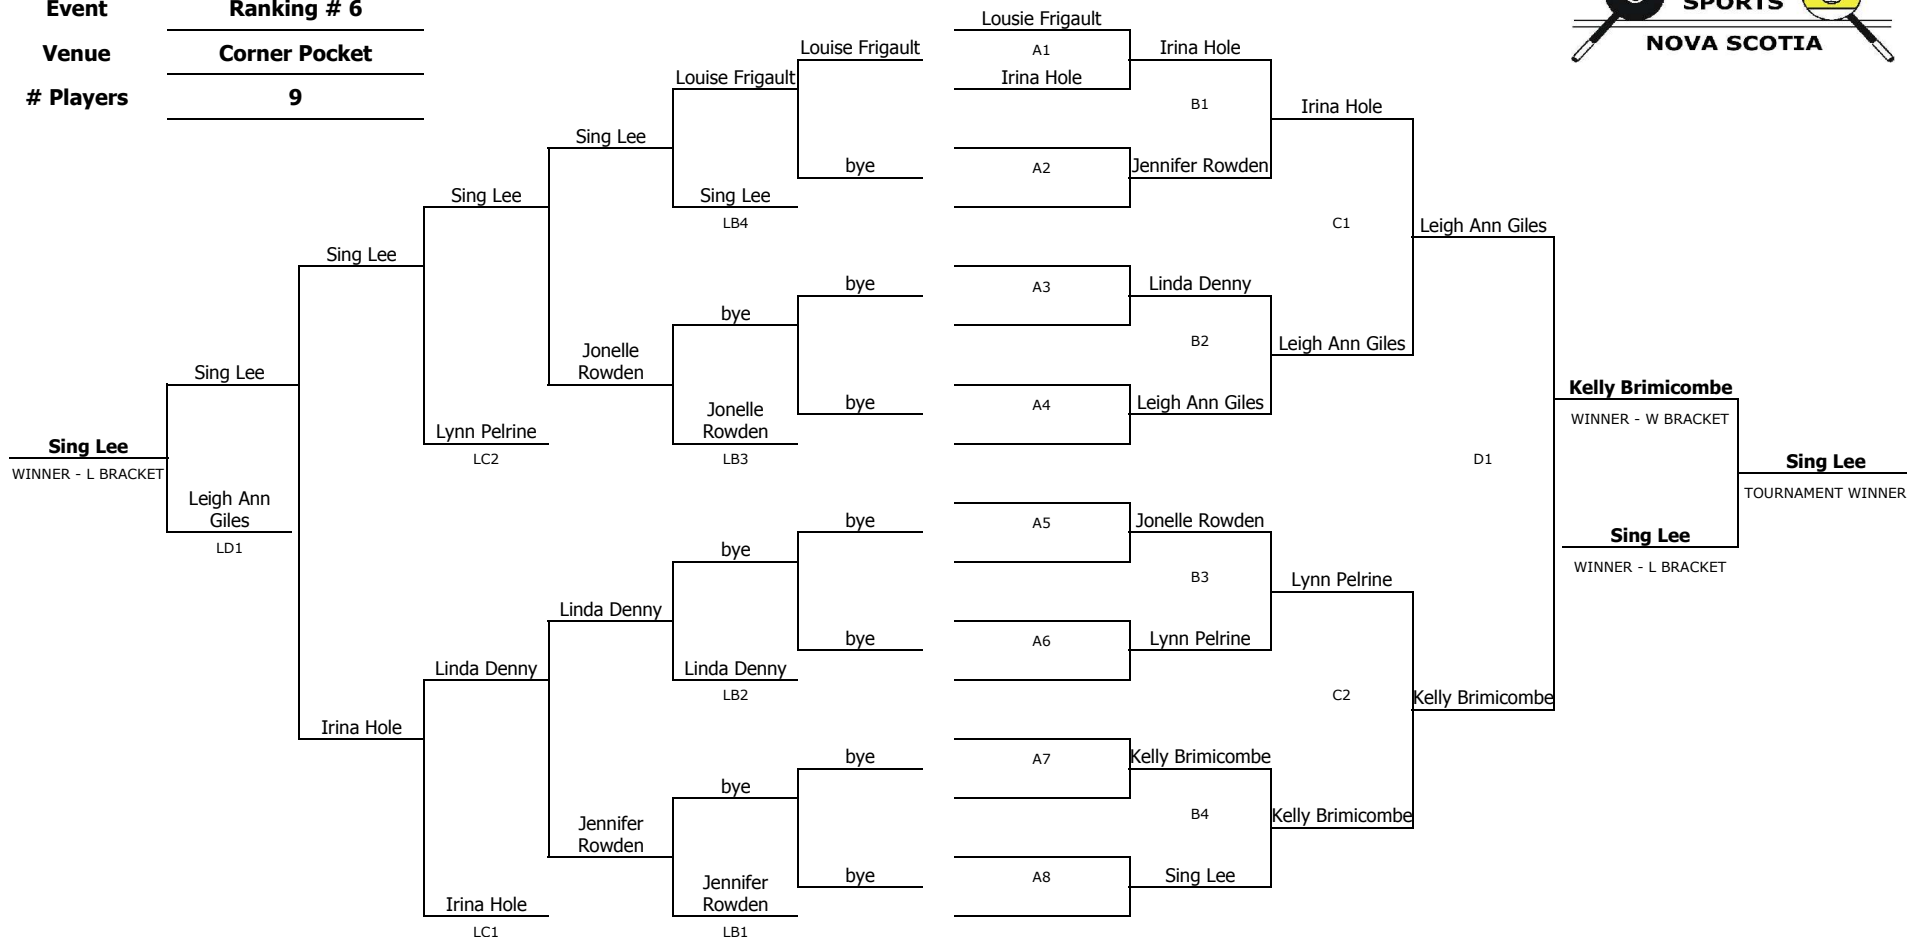 Event Ranking # 6
Venue Corner Pocket
# Players 9
SPORTS
NOVA SCOTIA
Lousie Frigault
A1
Irina Hole
A2
A3
A4
A5
A6
A7
A8
Irina Hole
B1
Jennifer Rowden
Linda Denny
B2
Leigh Ann Giles
Jonelle Rowden
B3
Lynn Pelrine
Kelly Brimicombe
B4
Sing Lee
Irina Hole
C1
Leigh Ann Giles
Lynn Pelrine
C2
Kelly Brimicombe
Leigh Ann Giles
D1
Kelly Brimicombe
Kelly Brimicombe
WINNER - W BRACKET
Sing Lee
WINNER - L BRACKET
Sing Lee
TOURNAMENT WINNER
Louise Frigault
bye
bye
bye
bye
bye
bye
bye
Louise Frigault
Sing Lee
LB4
bye
Jonelle
Rowden
LB3
bye
Linda Denny
LB2
bye
Jennifer
Rowden
LB1
Sing Lee
Jonelle
Rowden
Linda Denny
Jennifer
Rowden
Sing Lee
Lynn Pelrine
LC2
Linda Denny
Irina Hole
LC1
Sing Lee
Irina Hole
Sing Lee
Leigh Ann
Giles
LD1
Sing Lee
WINNER - L BRACKET